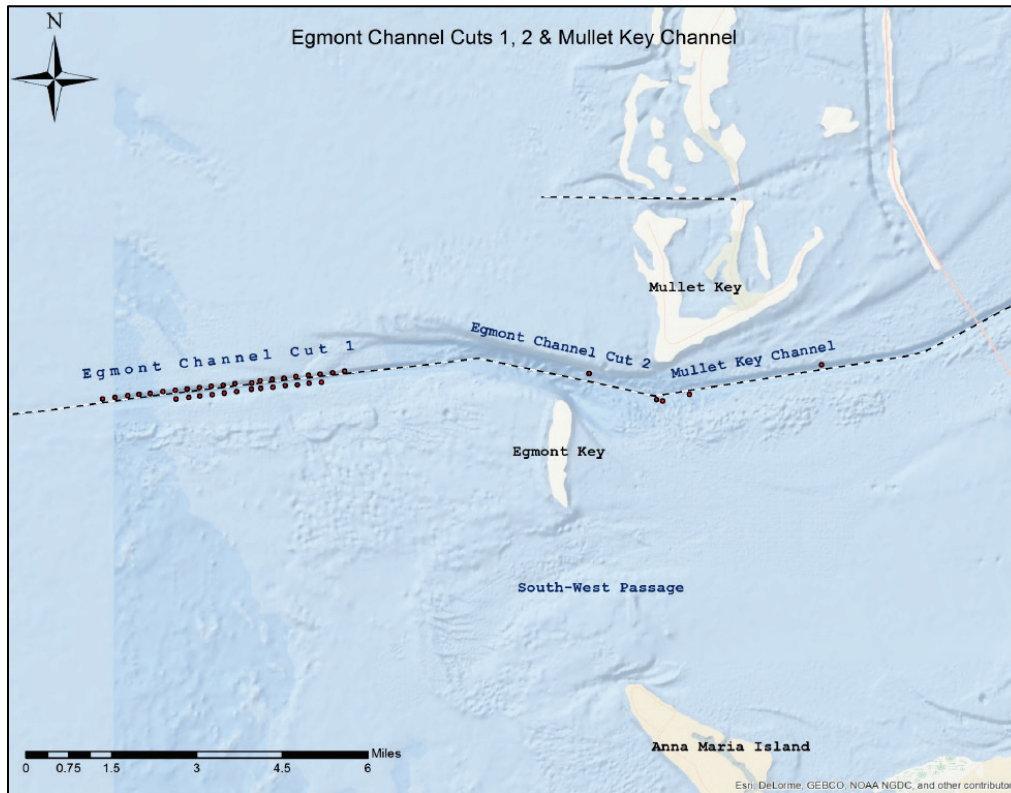 N
Egmont Channel Cuts 1, 2 & Mullet Key Channel
Mullet Key
Egmont Channel Cut 1
Egmont Channel Cut 2
Mullet Key Channel
Egmont Key
South-West Passage
Anna Maria Island
Miles
0 0.75 1.5 3 4.5 6
Esri, DeLorme, GEBCO, NOAA NGDC, and other contributor